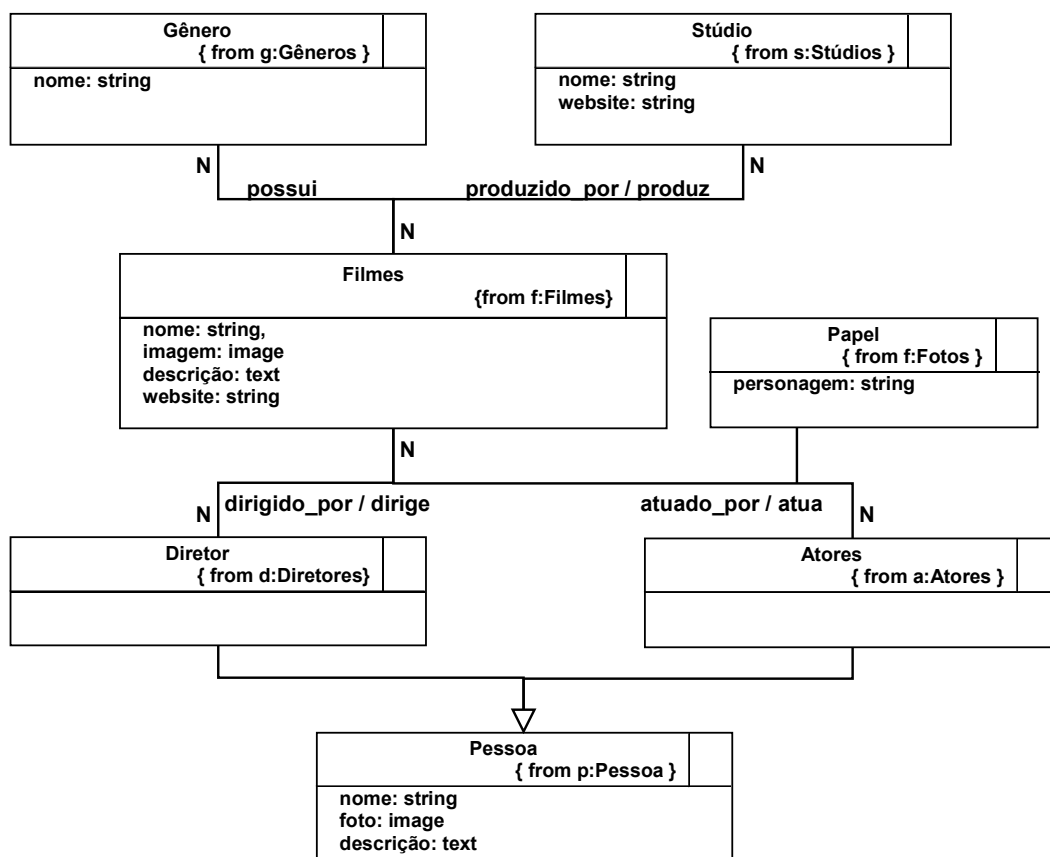 Gênero
{ from g:Gêneros }
nome: string
Stúdio
{ from s:Stúdios }
nome: string
website: string
N
possui
produzido_por / produz
N
N
Filmes
{from f:Filmes}
nome: string,
imagem: image
descrição: text
website: string
Papel
{ from f:Fotos }
personagem: string
N
dirigido_por / dirige
N
atuado_por / atua
N
Diretor
{ from d:Diretores}
Atores
{ from a:Atores }
Pessoa
{ from p:Pessoa }
nome: string
foto: image
descrição: text